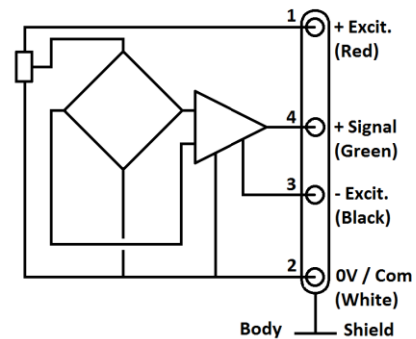 1
+ Excit.
(Red)
4
+ Signal
(Green)
3
- Excit.
(Black)
2
0V / Com
(White)
Body
Shield